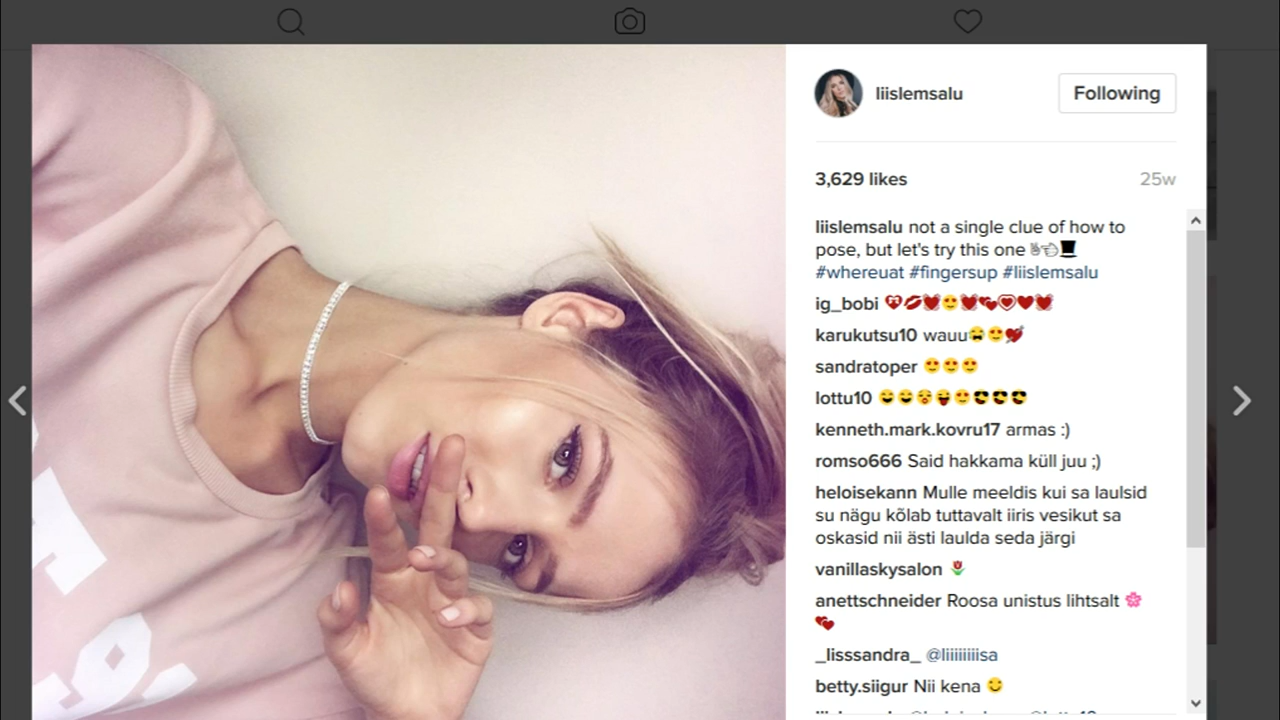 liislemsalu
Following
3,629 likes
25w
liislemsalu not a single clue of how to
pose, but let's try this one
#whereuat #fingersup #liislemsalu
ig_bobi
karukutsu10 wauu
sandratoper
lottu10
kenneth.mark.kovru17 armas :)
romso666 Said hakkama küll juu ;)
heloisekann Mulle meeldis kui sa laulsid
su nägu kõlab tuttavalt iiris vesikut sa
oskasid nii ästi laulda seda järgi
vanillaskysalon
anettschneider Roosa unistus lihtsalt
_lisssandra_ @liiiiiiiisa
betty.siigur Nii kena